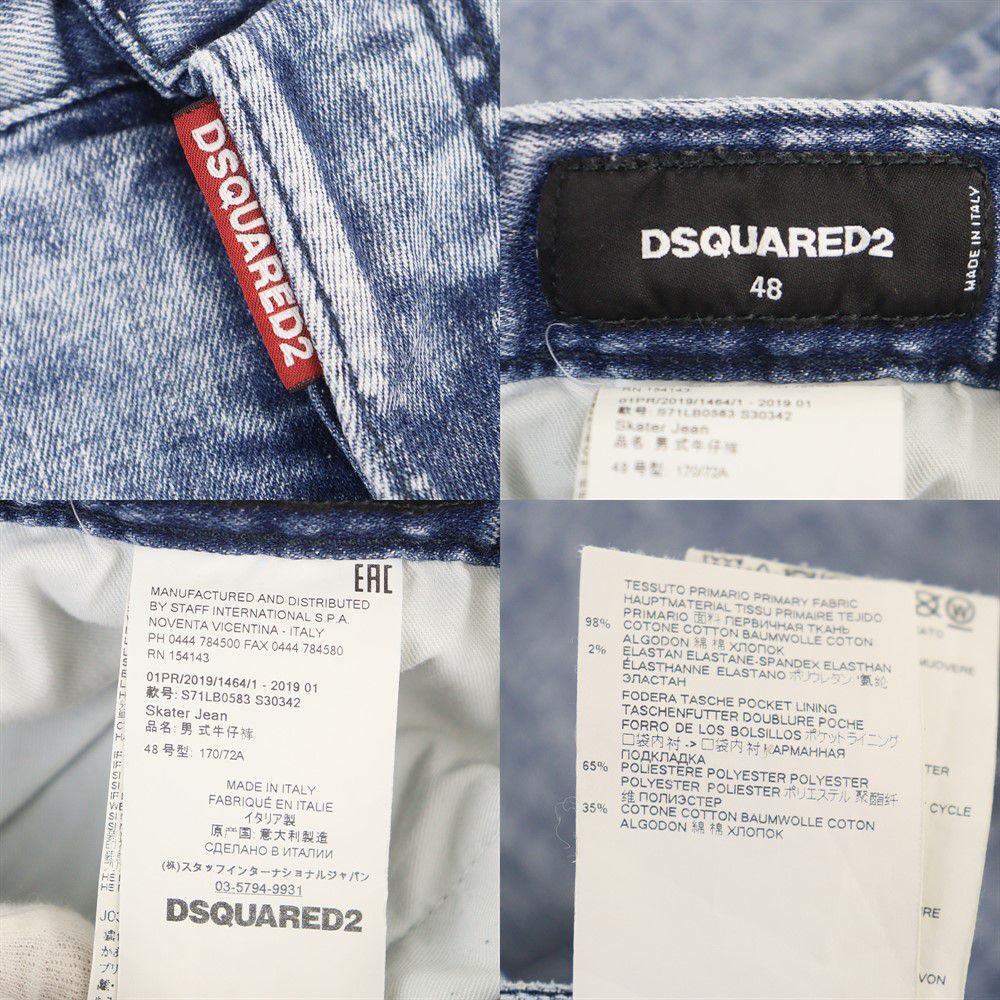 DSQUARED2
DSQUARED2
48
MADE IN ITALY
RN 154143
01PR/2019/1464/1 - 2019 01
款号: S71LB0583 S30342
Skater Jean
品名: 男 式牛仔裤
48 号型: 170/72A
EAC
MANUFACTURED AND DISTRIBUTED
BY STAFF INTERNATIONAL S.P.A.
NOVENTA VICENTINA - ITALY
PH 0444 784500 FAX 0444 784580
RN 154143
01PR/2019/1464/1 - 2019 01
款号: S71LB0583 S30342
Skater Jean
品名: 男 式牛仔裤
48 号型: 170/72A
MADE IN ITALY
FABRIQUÉ EN ITALIE
イタリア製
原产国: 意大利製造
СДЕЛАНО В ИТАЛИИ
(株)スタッフインターナショナルジャパン
03-5794-9931
DSQUARED2
TESSUTO PRIMARIO PRIMARY FABRIC
HAUPTMATERIAL TISSU PRIMAIRE TEJIDO
PRIMARIO 面料 ПЕРВИЧНАЯ ТКАНЬ
98% COTONE COTTON BAUMWOLLE COTON
ALGODON 綿 棉 ХЛОПОК
2% ELASTAN ELASTANE-SPANDEX ELASTHAN
ÉLASTHANNE ELASTANO ポリウレタン 氨纶
ЭЛАСТАН
FODERA TASCHE POCKET LINING
TASCHENFUTTER DOUBLURE POCHE
FORRO DE LOS BOLSILLOS ポケットライニング
口袋内衬 -> 口袋内衬 КАРМАННАЯ
ПОДКЛАДКА
65% POLIESTERE POLYESTER POLYESTER
POLYESTER POLIESTER ポリエステル 聚酯纤
维 ПОЛИЭСТЕР
35% COTONE COTTON BAUMWOLLE COTON
ALGODON 綿 棉 ХЛОПОК
W
MUOVERE
TER
CYCLE
RE
VON